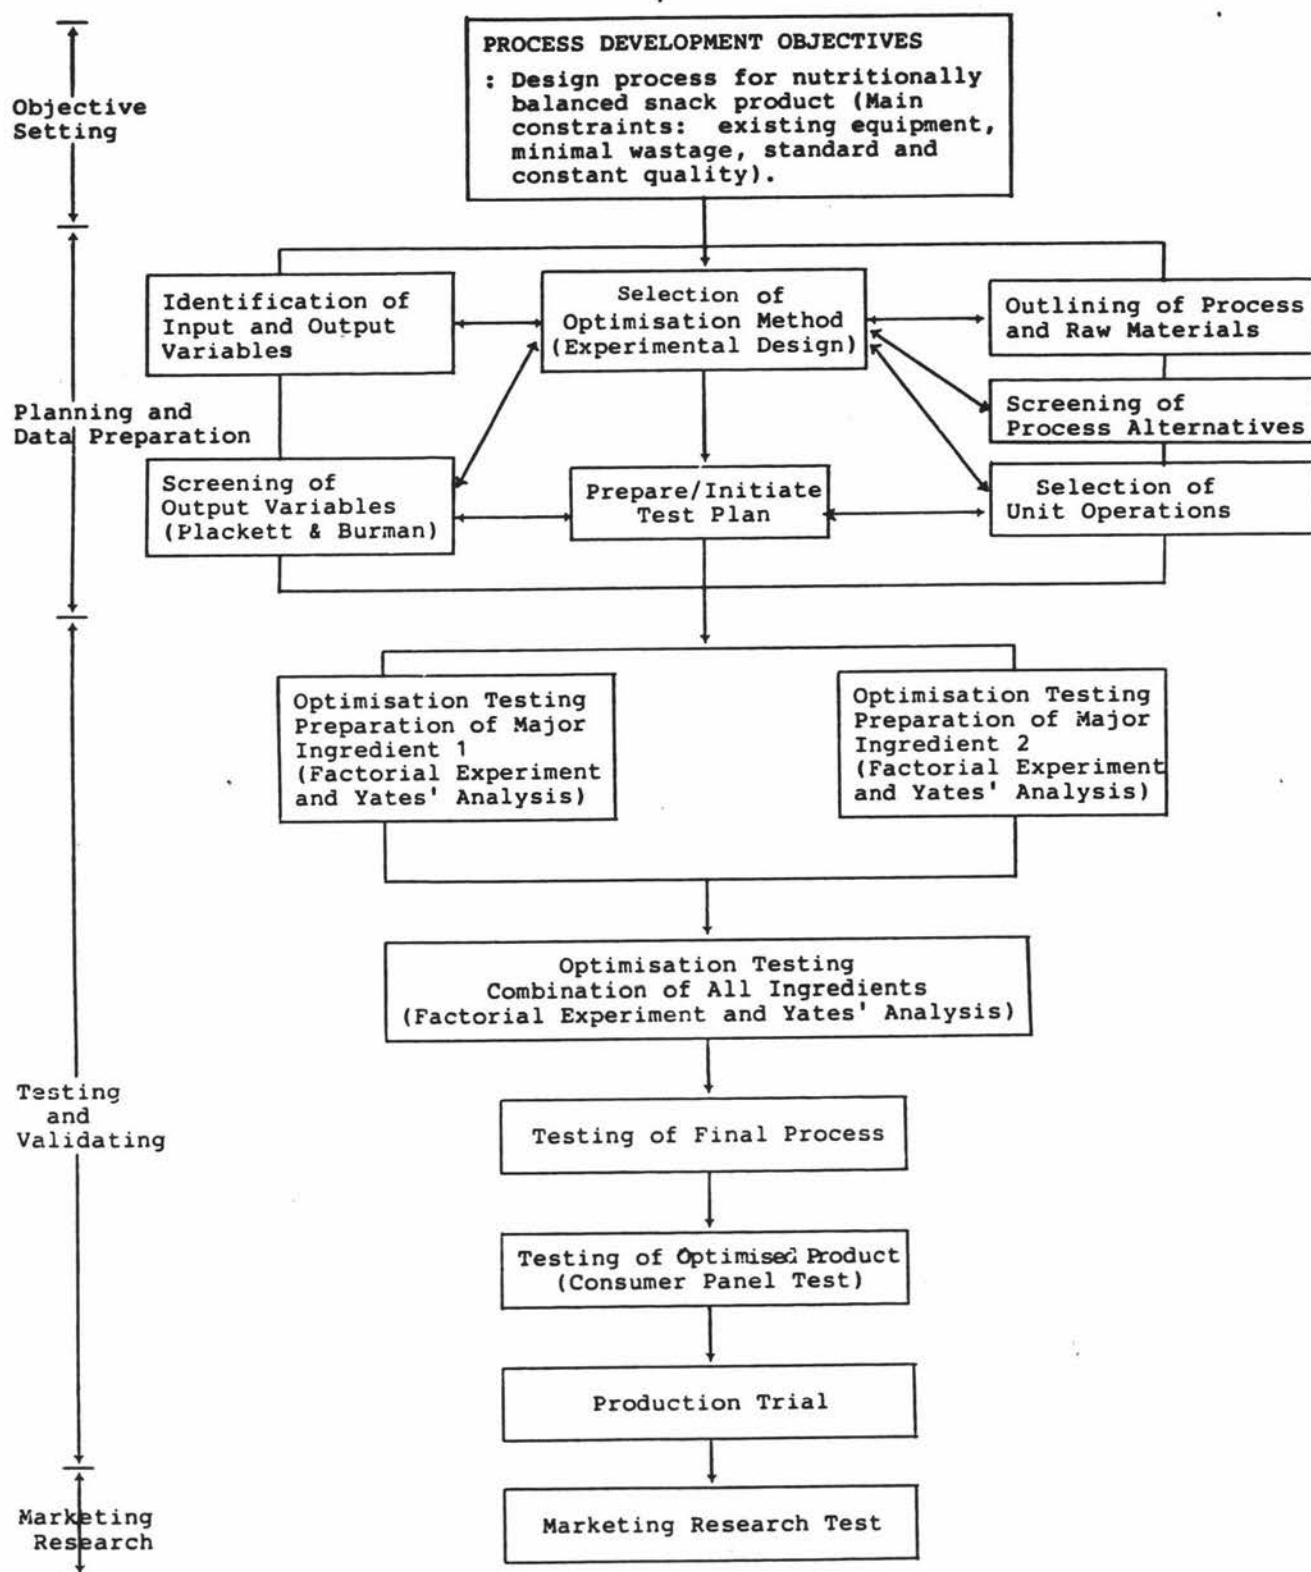 PROCESS DEVELOPMENT OBJECTIVES
: Design process for nutritionally
balanced snack product (Main
constraints: existing equipment,
minimal wastage, standard and
constant quality).
Objective
Setting
Identification of
Input and Output
Variables
Selection of
Optimisation Method
(Experimental Design)
Outlining of Process
and Raw Materials
Screening of
Process Alternatives
Planning and
Data Preparation
Screening of
Output Variables
(Plackett & Burman)
Prepare/Initiate
Test Plan
Selection of
Unit Operations
Optimisation Testing
Preparation of Major
Ingredient 1
(Factorial Experiment
and Yates' Analysis)
Optimisation Testing
Preparation of Major
Ingredient 2
(Factorial Experiment
and Yates' Analysis)
Optimisation Testing
Combination of All Ingredients
(Factorial Experiment and Yates' Analysis)
Testing
and
Validating
Testing of Final Process
Testing of Optimised Product
(Consumer Panel Test)
Production Trial
Marketing
Research
Marketing Research Test